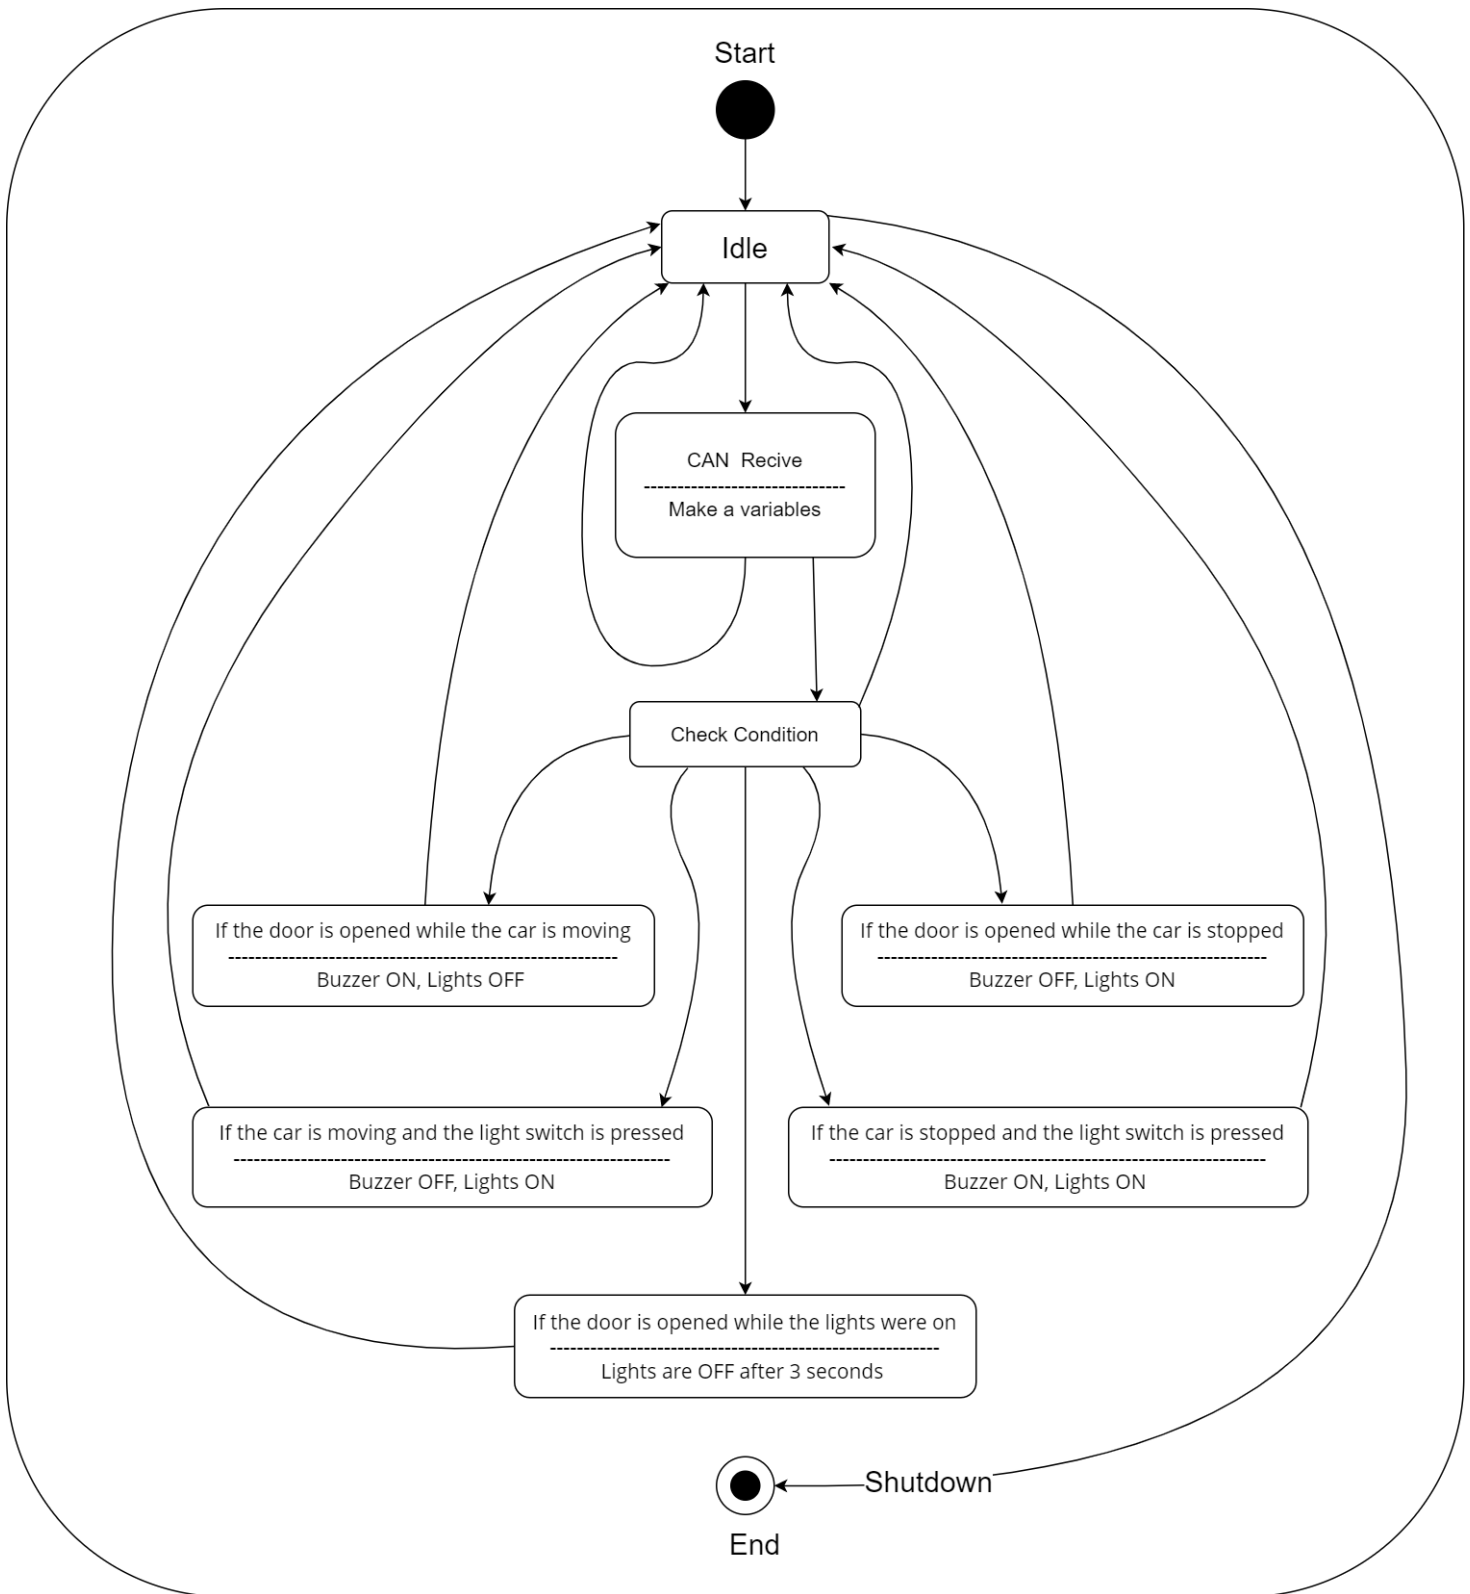 Start
Idle
CAN  Recive
------------------------------
Make a variables
Check Condition
If the door is opened while the car is moving
----------------------------------------------------------
Buzzer ON, Lights OFF
If the door is opened while the car is stopped
----------------------------------------------------------
Buzzer OFF, Lights ON
If the car is moving and the light switch is pressed
-----------------------------------------------------------------
Buzzer OFF, Lights ON
If the car is stopped and the light switch is pressed
-----------------------------------------------------------------
Buzzer ON, Lights ON
If the door is opened while the lights were on
----------------------------------------------------------
Lights are OFF after 3 seconds
Shutdown
End